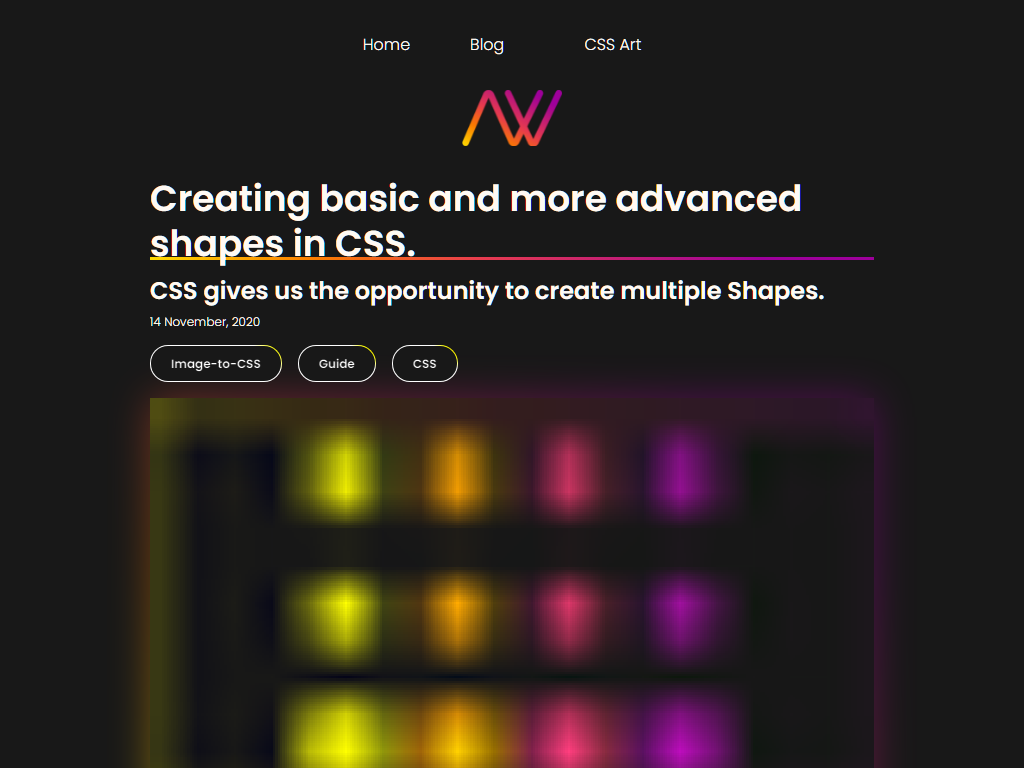 Home Blog CSS Art
AW
Creating basic and more advanced
shapes in CSS.
CSS gives us the opportunity to create multiple Shapes.
14 November, 2020
Image-to-CSS Guide CSS